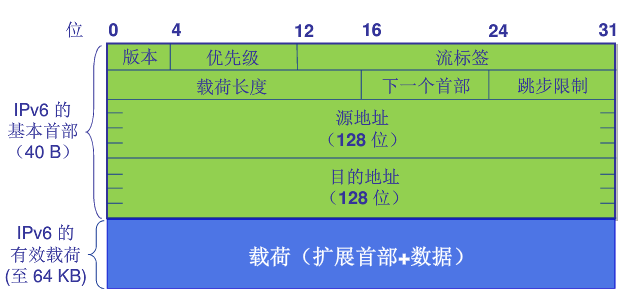 位 0 4 12 16 24 31
版本 优先级 流标签
载荷长度 下一个首部 跳步限制
IPv6 的
基本首部
（40 B）
源地址
（128 位）
目的地址
（128 位）
IPv6 的
有效载荷
(至 64 KB)
载荷（扩展首部+数据）